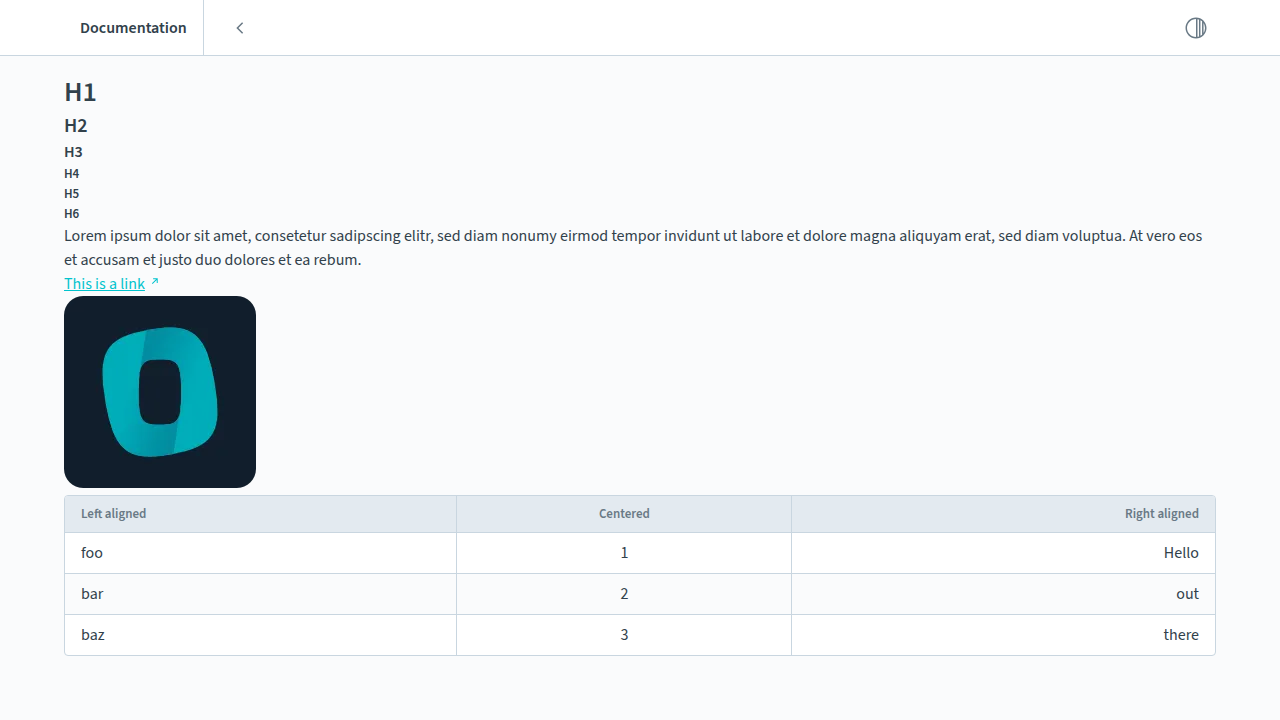 Documentation
H1
H2
H3
H4
H5
H6
Lorem ipsum dolor sit amet, consetetur sadipscing elitr, sed diam nonumy eirmod tempor invidunt ut labore et dolore magna aliquyam erat, sed diam voluptua. At vero eos
et accusam et justo duo dolores et ea rebum.
This is a link
Left aligned Centered Right aligned
foo 1 Hello
bar 2 out
baz 3 there